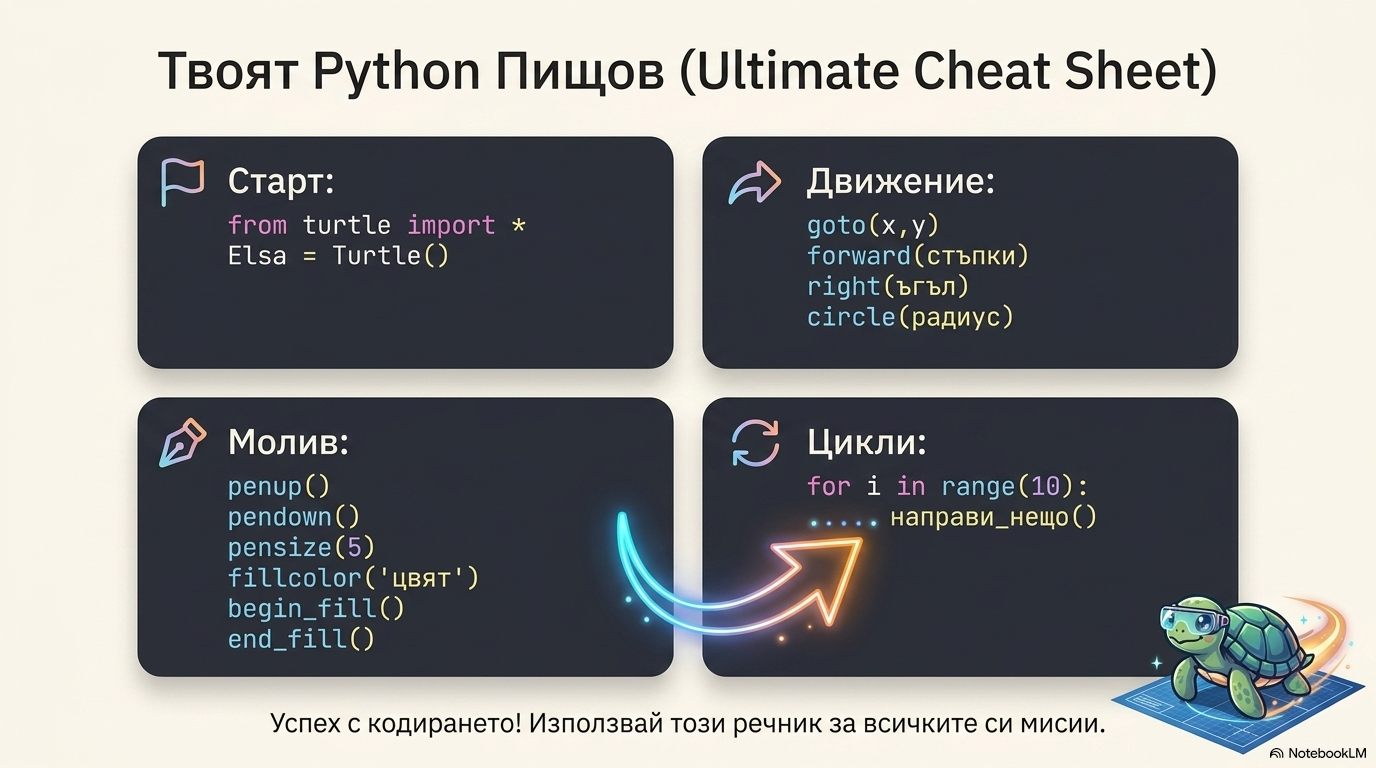 Твоят Python Пищов (Ultimate Cheat Sheet)
Старт:
from turtle import *
Elsa = Turtle()
Движение:
goto(x,y)
forward(стъпки)
right(ъгъл)
circle(радиус)
Молив:
penup()
pendown()
pensize(5)
fillcolor('цвят')
begin_fill()
end_fill()
Цикли:
for i in range(10):
..... направи_нещо()
Успех с кодирането! Използвай този речник за всичките си мисии.
NotebookLM